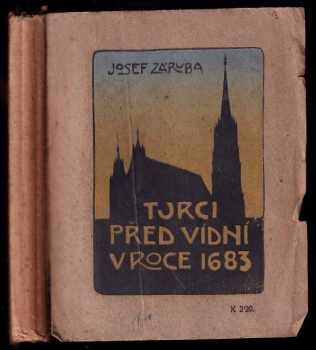 JOSEF ZÁRUBA
TURCI
PŘED VÍDNÍ
V ROCE 1683
K 2·20.